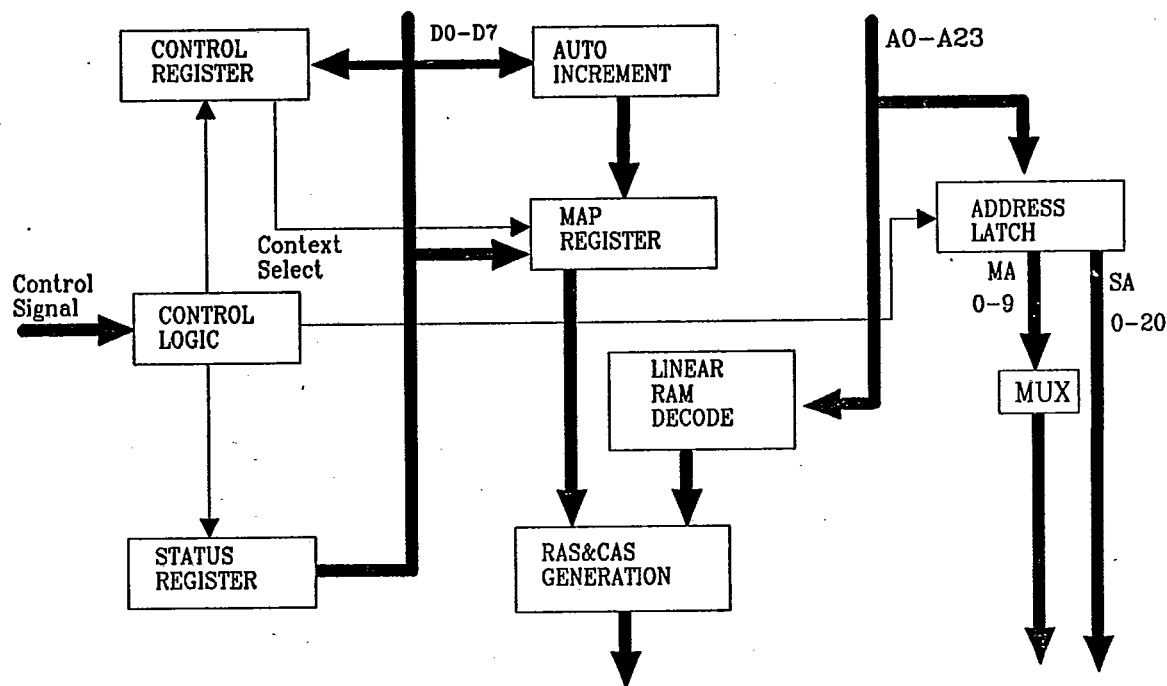 CONTROL
REGISTER
D0-D7
AUTO
INCREMENT
A0-A23
MAP
REGISTER
ADDRESS
LATCH
Context
Select
Control
Signal
CONTROL
LOGIC
MA
0-9
SA
0-20
LINEAR
RAM
DECODE
MUX
STATUS
REGISTER
RAS&CAS
GENERATION